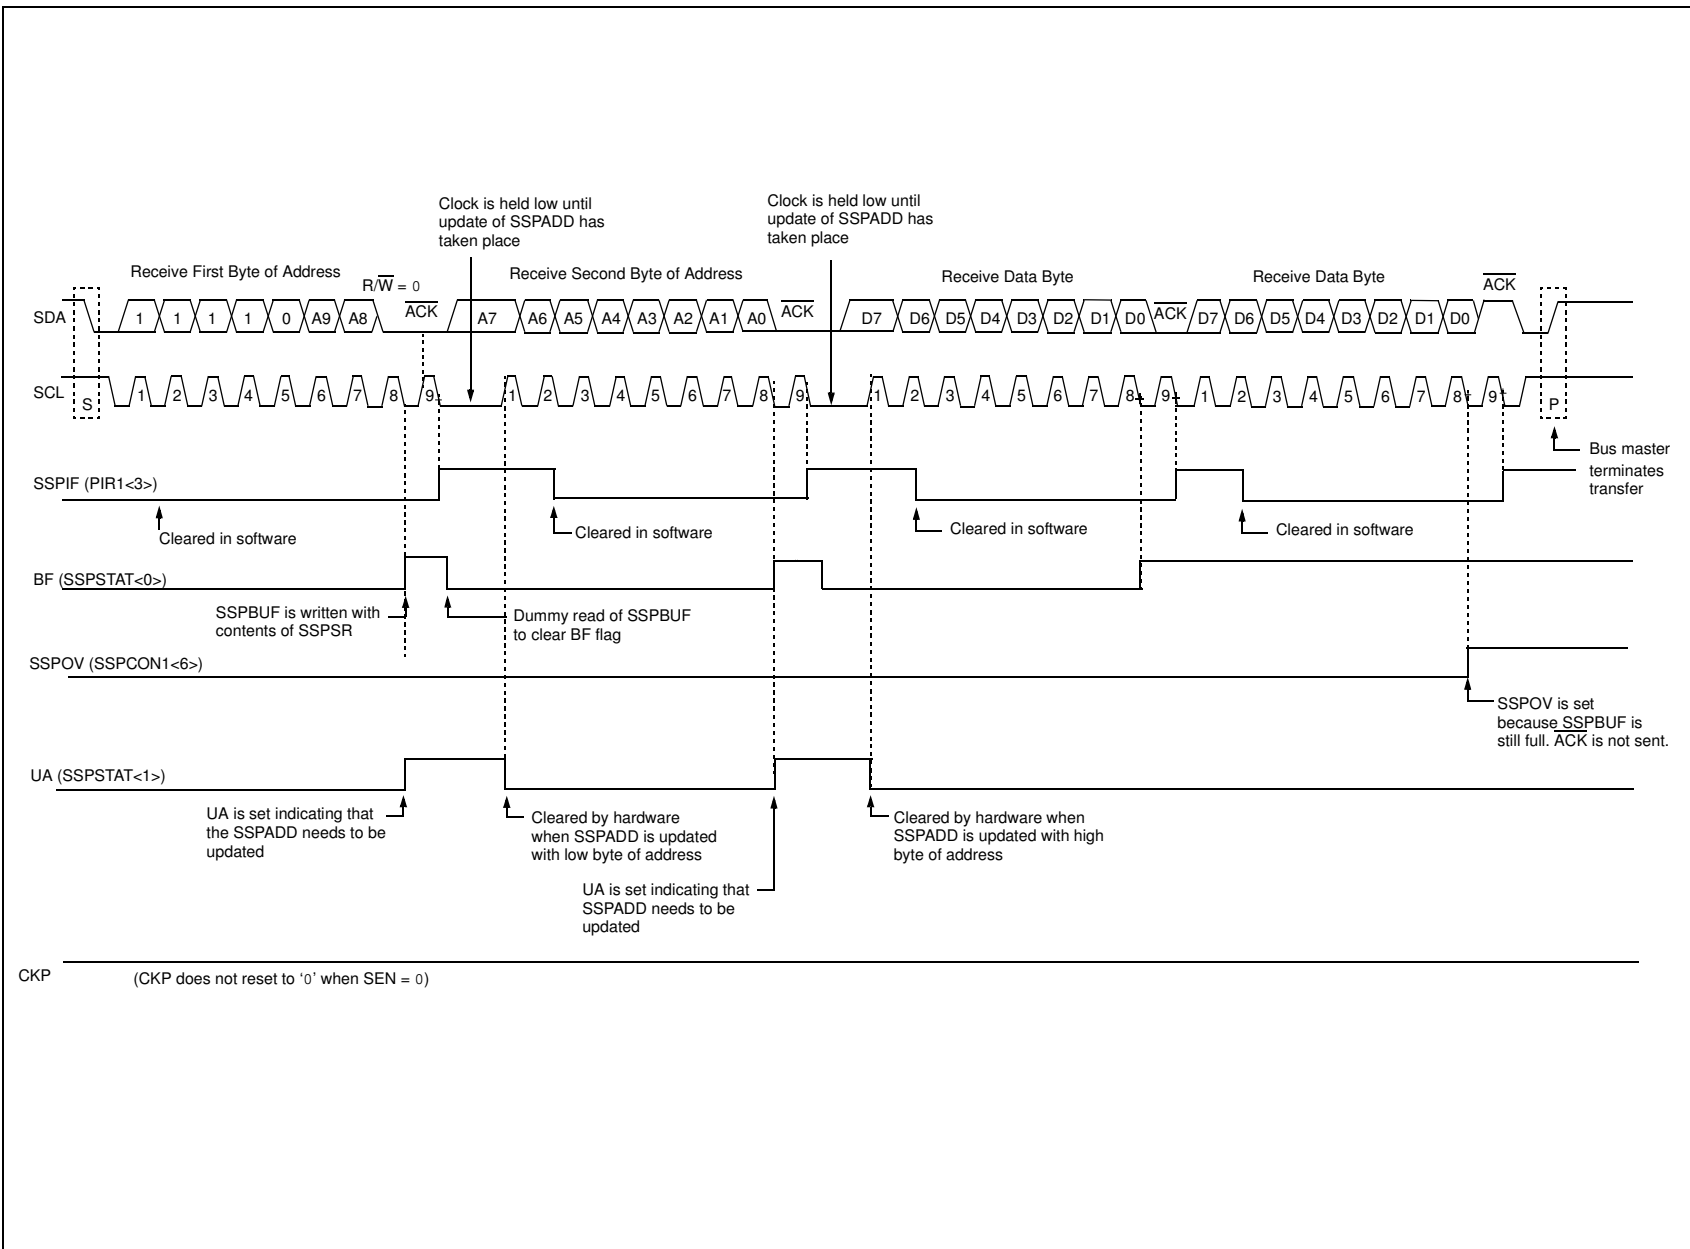 Clock is held low until
update of SSPADD has
taken place
Clock is held low until
update of SSPADD has
taken place
Receive First Byte of Address
Receive Second Byte of Address
Receive Data Byte
Receive Data Byte
R/W = 0
ACK
ACK
ACK
ACK
SDA
1 1 1 1 0 A9 A8
A7 A6 A5 A4 A3 A2 A1 A0
D7 D6 D5 D4 D3 D2 D1 D0
D7 D6 D5 D4 D3 D2 D1 D0
SCL
S
1 2 3 4 5 6 7 8 9
1 2 3 4 5 6 7 8 9
1 2 3 4 5 6 7 8 9
1 2 3 4 5 6 7 8 9
P
Bus master
terminates
transfer
SSPIF (PIR1<3>)
Cleared in software
Cleared in software
Cleared in software
Cleared in software
BF (SSPSTAT<0>)
SSPBUF is written with
contents of SSPSR
Dummy read of SSPBUF
to clear BF flag
SSPOV (SSPCON1<6>)
SSPOV is set
because SSPBUF is
still full. ACK is not sent.
UA (SSPSTAT<1>)
UA is set indicating that
the SSPADD needs to be
updated
Cleared by hardware
when SSPADD is updated
with low byte of address
UA is set indicating that
SSPADD needs to be
updated
Cleared by hardware when
SSPADD is updated with high
byte of address
CKP
(CKP does not reset to ‘0’ when SEN = 0)